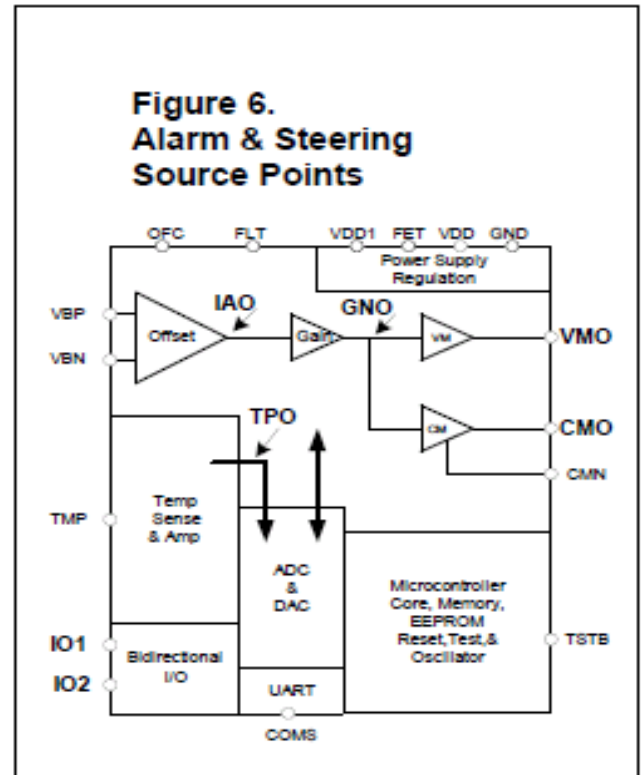 Figure 6.
Alarm & Steering
Source Points
OFC FLT VDD1 FET VDD GND
Power Supply
Regulation
IAO GNO
VBP
Offset Gain VM VMO
VBN
TPO
CM CMO
CMN
Temp
Sense
& Amp
TMP
ADC
&
DAC
Microcontroller
Core, Memory,
EEPROM
Reset,Test,&
Oscillator
TSTB
IO1
Bidirectional
I/O
IO2
UART
COMS